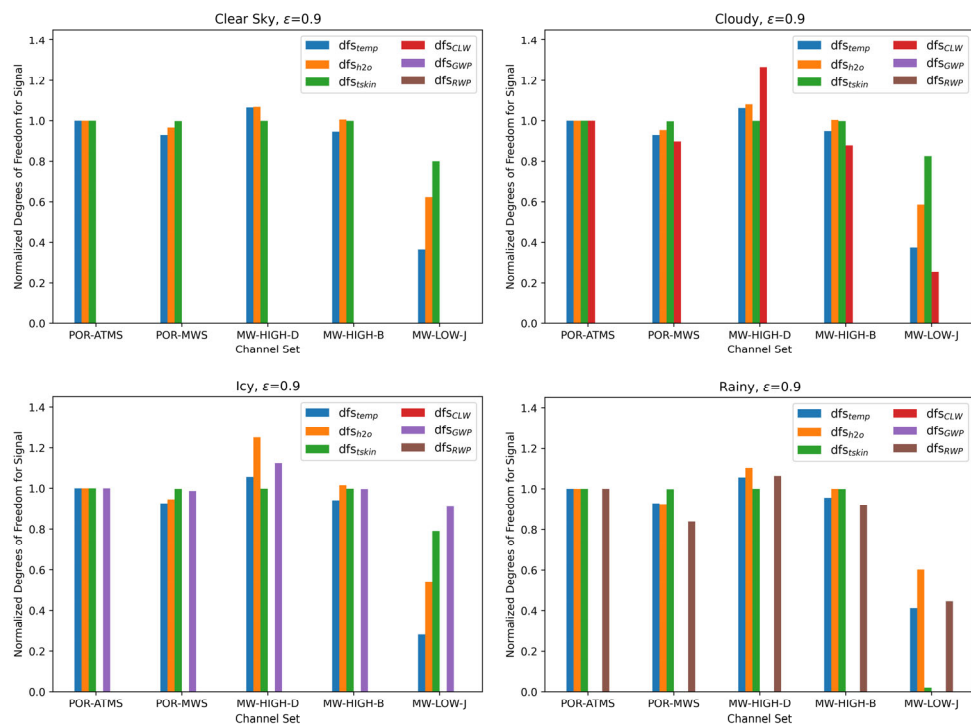 Clear Sky, ε=0.9
Normalized Degrees of Freedom for Signal
1.4
1.2
1.0
0.8
0.6
0.4
0.2
0.0
dfs_temp
dfs_h2o
dfs_tskin
dfs_CLW
dfs_GWP
dfs_RWP
POR-ATMS POR-MWS MW-HIGH-D MW-HIGH-B MW-LOW-J
Channel Set
Cloudy, ε=0.9
Normalized Degrees of Freedom for Signal
1.4
1.2
1.0
0.8
0.6
0.4
0.2
0.0
dfs_temp
dfs_h2o
dfs_tskin
dfs_CLW
dfs_GWP
dfs_RWP
POR-ATMS POR-MWS MW-HIGH-D MW-HIGH-B MW-LOW-J
Channel Set
Icy, ε=0.9
Normalized Degrees of Freedom for Signal
1.4
1.2
1.0
0.8
0.6
0.4
0.2
0.0
dfs_temp
dfs_h2o
dfs_tskin
dfs_CLW
dfs_GWP
dfs_RWP
POR-ATMS POR-MWS MW-HIGH-D MW-HIGH-B MW-LOW-J
Channel Set
Rainy, ε=0.9
Normalized Degrees of Freedom for Signal
1.4
1.2
1.0
0.8
0.6
0.4
0.2
0.0
dfs_temp
dfs_h2o
dfs_tskin
dfs_CLW
dfs_GWP
dfs_RWP
POR-ATMS POR-MWS MW-HIGH-D MW-HIGH-B MW-LOW-J
Channel Set